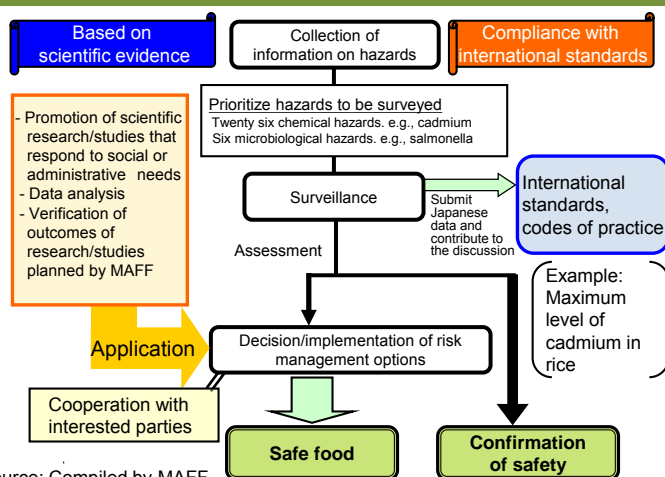 Based on
scientific evidence
Collection of
information on hazards
Compliance with
international standards
Prioritize hazards to be surveyed
Twenty six chemical hazards. e.g., cadmium
Six microbiological hazards. e.g., salmonella
- Promotion of scientific
research/studies that
respond to social or
administrative needs
- Data analysis
- Verification of
outcomes of
research/studies
planned by MAFF
Surveillance
Submit
Japanese
data and
contribute to
the discussion
International
standards,
codes of practice
Assessment
Example:
Maximum
level of
cadmium in
rice
Application
Decision/implementation of risk
management options
Cooperation with
interested parties
Safe food
Confirmation
of safety
ource: Compiled by MAFF